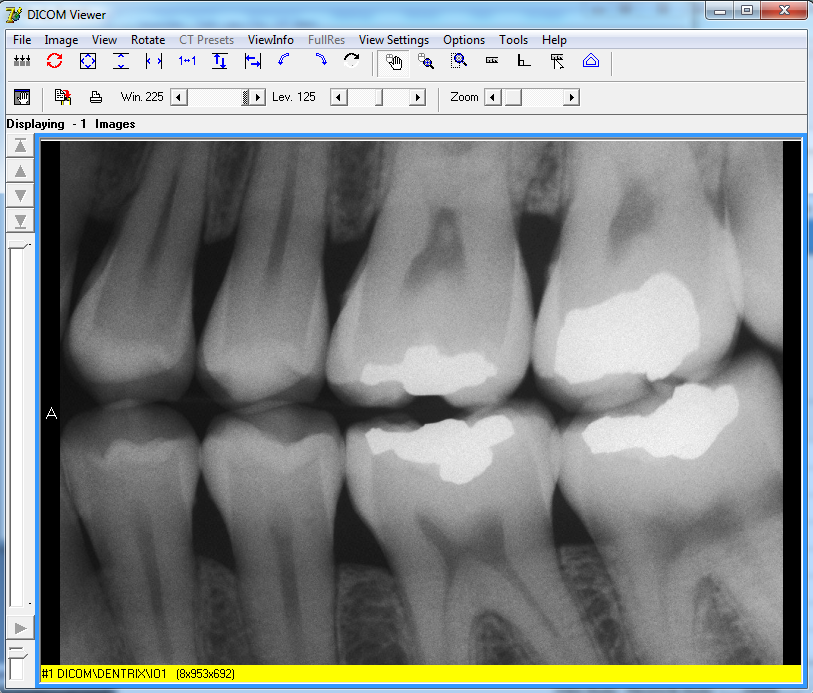 DICOM Viewer
File Image View Rotate CT Presets ViewInfo FullRes View Settings Options Tools Help
Win. 225 Lev. 125 Zoom
Displaying - 1 Images
A
#1 DICOM\DENTRIX\IO1 (8x953x692)